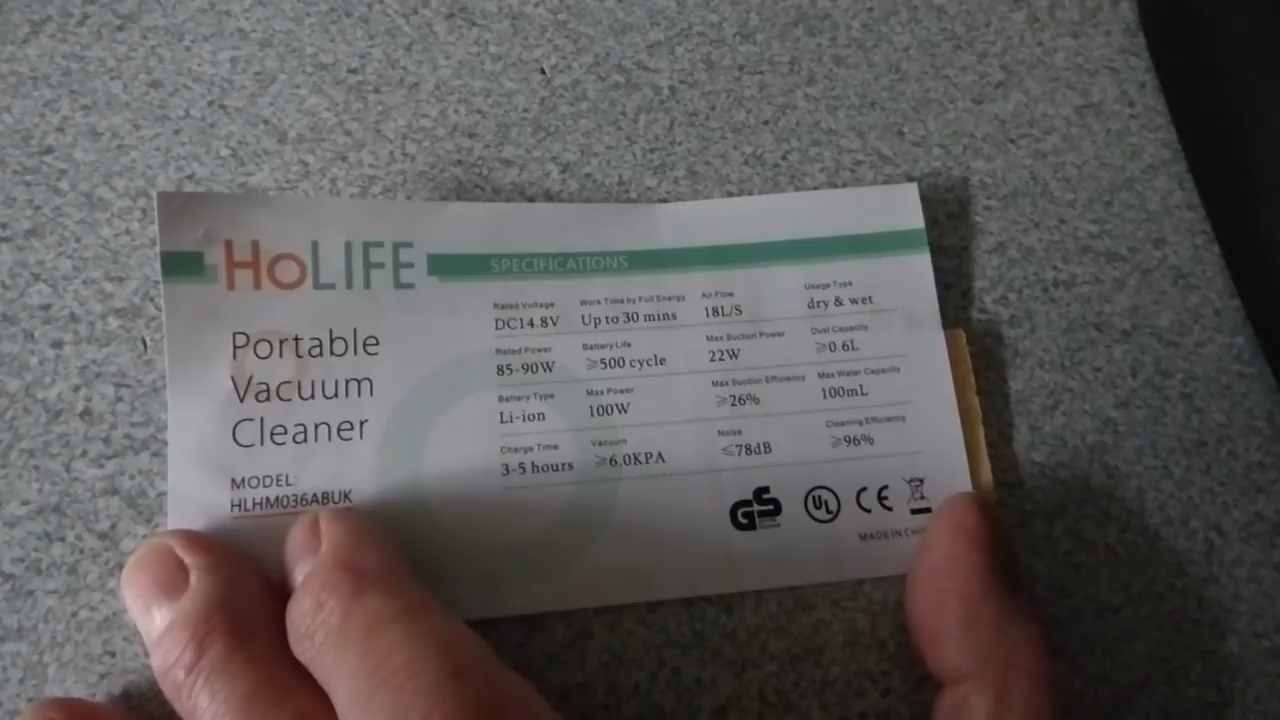 HoLIFE
SPECIFICATIONS
Portable
Vacuum
Cleaner
MODEL:
HLHM036ABUK
Rated Voltage Work Time by Full Energy Air Flow Usage Type
DC14.8V Up to 30 mins 18L/S dry & wet
Rated Power Battery Life Max Suction Power Dust Capacity
85-90W ≥500 cycle 22W ≥0.6L
Battery Type Max Power Max Suction Efficiency Max Water Capacity
Li-ion 100W ≥26% 100mL
Charge Time Vacuum Noise Cleaning Efficiency
3-5 hours ≥6.0KPA ≤78dB ≥96%
GS UL CE
MADE IN